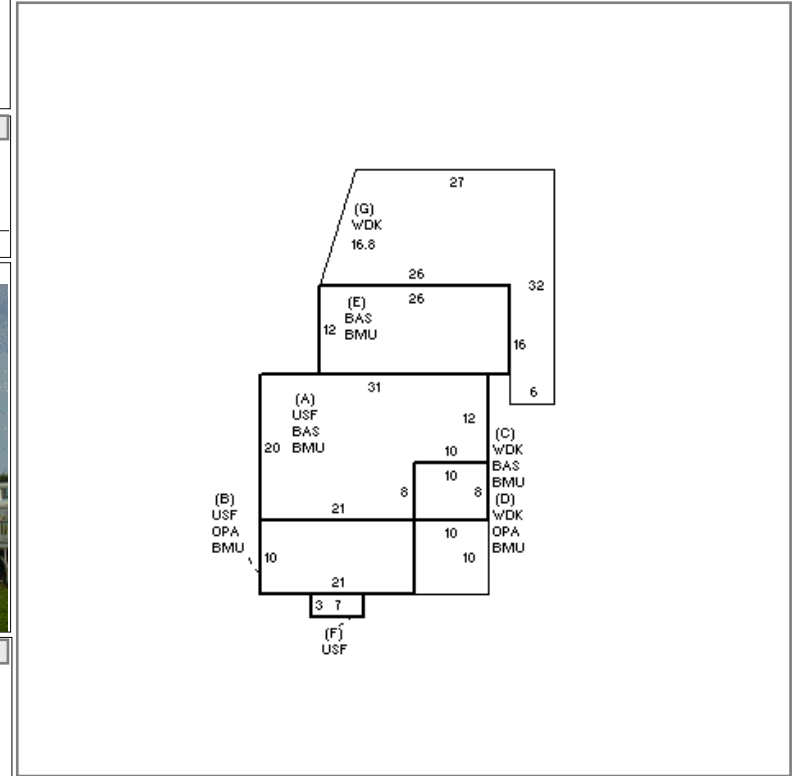 27
(G)
WDK
16.8
26
32
26
(E)
BAS
BMU
12
16
6
31
(A)
USF
BAS
BMU
12
20
10
(C)
WDK
BAS
BMU
10
8
8
(B)
USF
OPA
BMU
21
(D)
WDK
OPA
BMU
10
10
10
21
3 7
(F)
USF